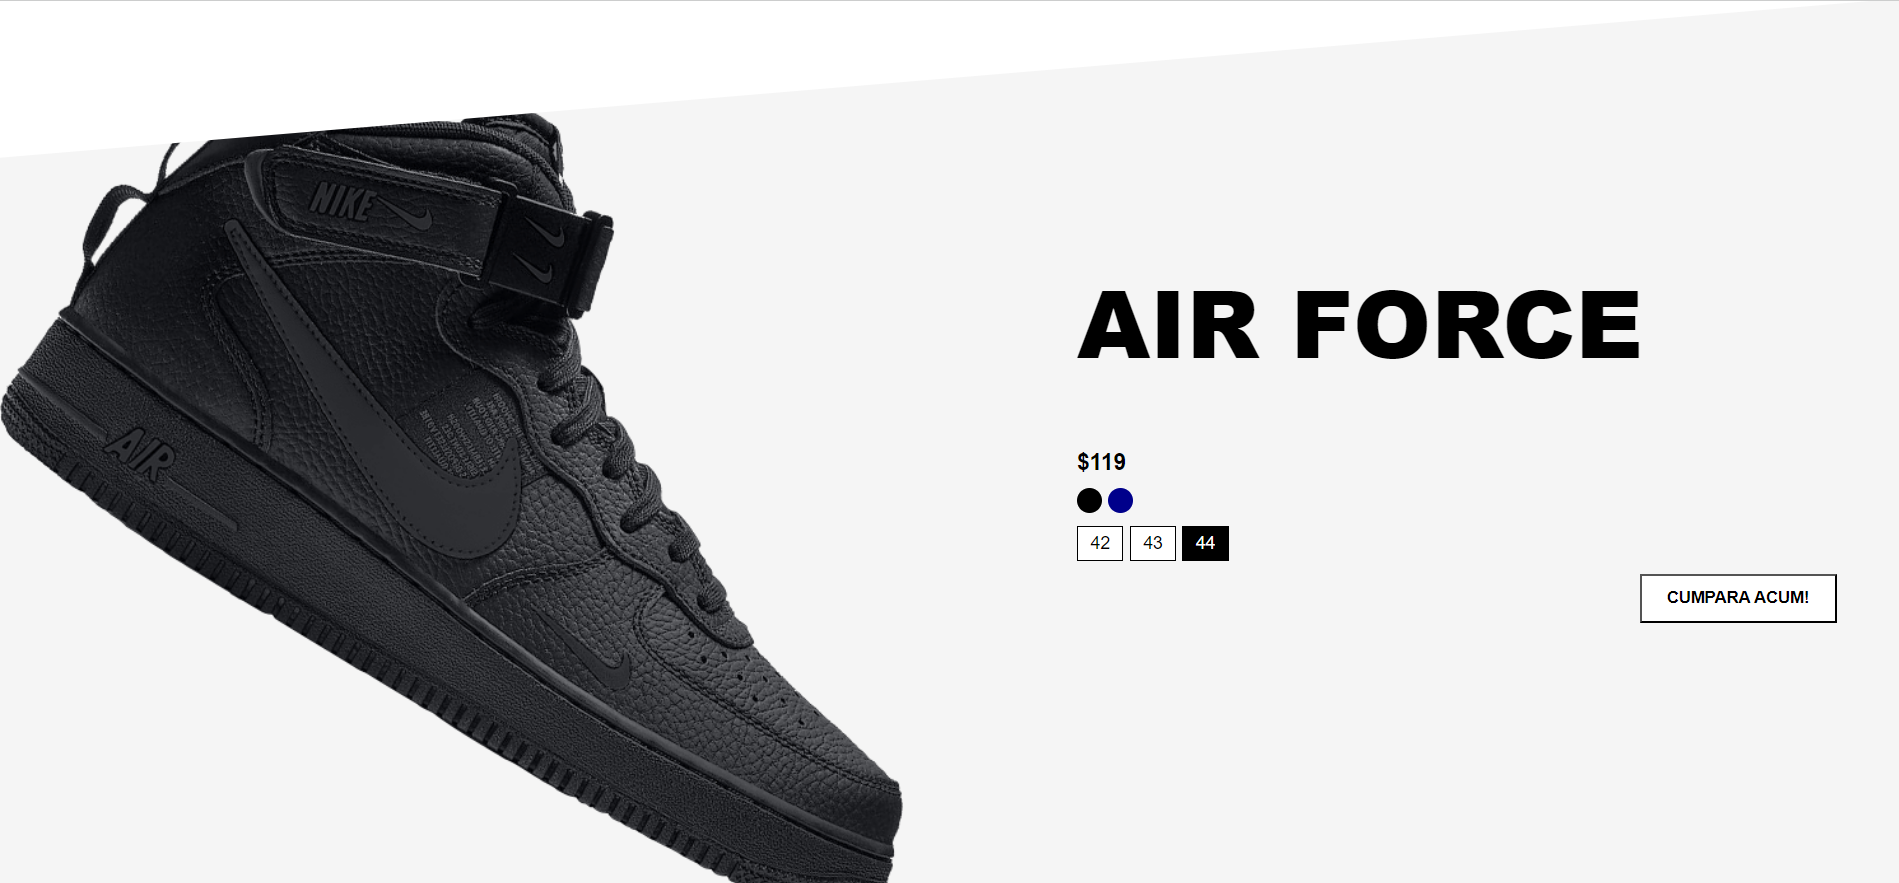 NIKE
AIR
AIR FORCE
$119
42 43 44
CUMPARA ACUM!